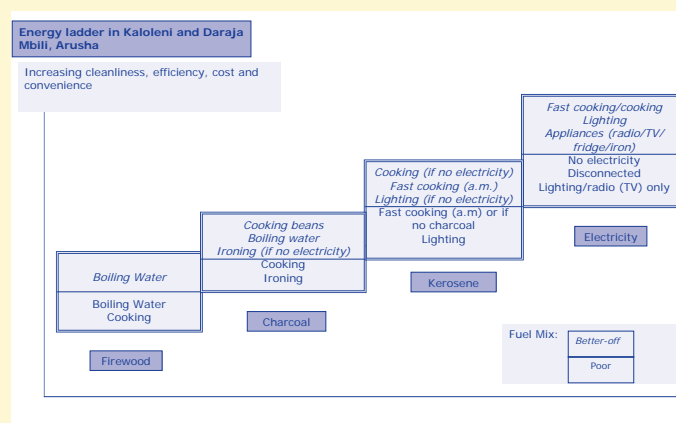 Energy ladder in Kaloleni and Daraja
Mbili, Arusha
Increasing cleanliness, efficiency, cost and
convenience
Fast cooking/cooking
Lighting
Appliances (radio/TV/
fridge/iron)
No electricity
Disconnected
Lighting/radio (TV) only
Electricity
Cooking (if no electricity)
Fast cooking (a.m.)
Lighting (if no electricity)
Fast cooking (a.m) or if
no charcoal
Lighting
Kerosene
Cooking beans
Boiling water
Ironing (if no electricity)
Cooking
Ironing
Charcoal
Boiling Water
Boiling Water
Cooking
Firewood
Fuel Mix:
Better-off
Poor